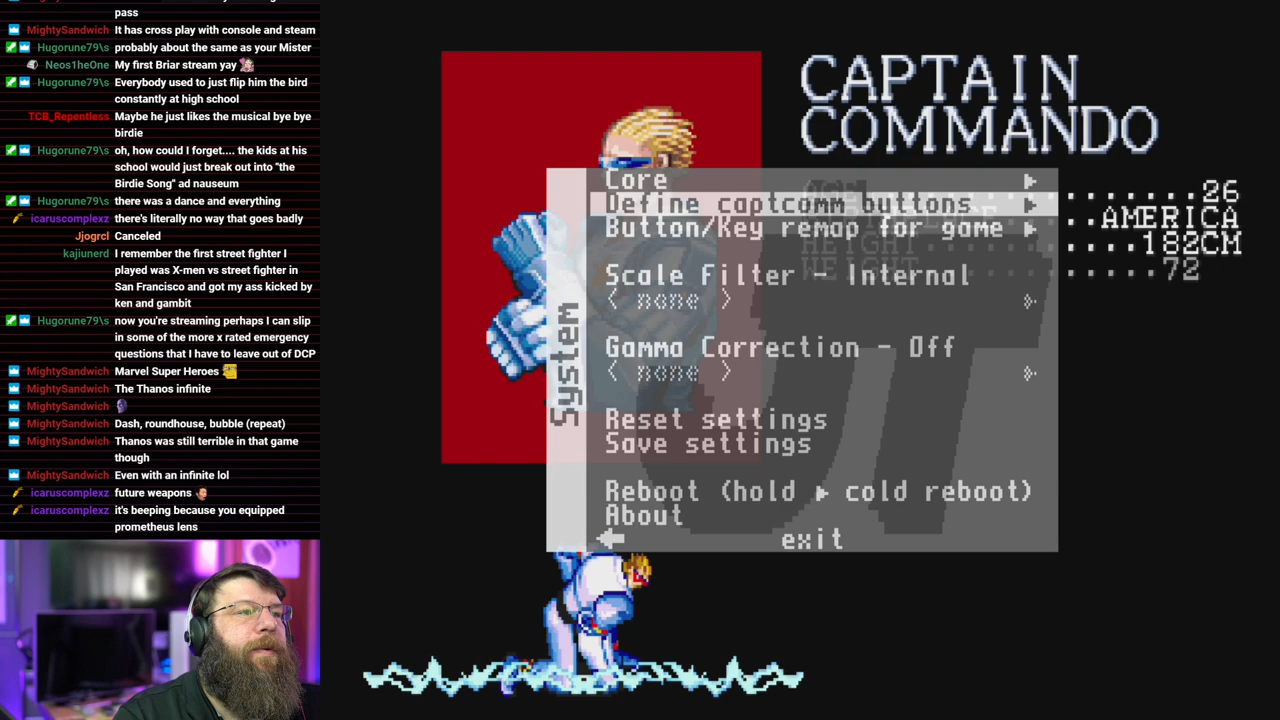 pass
MightySandwich It has cross play with console and steam
Hugorune79\s probably about the same as your Mister
Neos1heOne My first Briar stream yay
Hugorune79\s Everybody used to just flip him the bird
constantly at high school
TCB_Repentless Maybe he just likes the musical bye bye
birdie
Hugorune79\s oh, how could I forget.... the kids at his
school would just break out into "the
Birdie Song" ad nauseum
Hugorune79\s there was a dance and everything
icaruscomplexz there's literally no way that goes badly
Jjogrcl Canceled
kajiunerd I remember the first street fighter I
played was X-men vs street fighter in
San Francisco and got my ass kicked by
ken and gambit
Hugorune79\s now you're streaming perhaps I can slip
in some of the more x rated emergency
questions that I have to leave out of DCP
MightySandwich Marvel Super Heroes
MightySandwich The Thanos infinite
MightySandwich
MightySandwich Dash, roundhouse, bubble (repeat)
MightySandwich Thanos was still terrible in that game
though
MightySandwich Even with an infinite lol
icaruscomplexz future weapons
icaruscomplexz it's beeping because you equipped
prometheus lens
CAPTAIN
COMMANDO
AGE..........26
AMERICA
HEIGHT..........182CM
WEIGHT..........72
System
Core
Define captcomm buttons
Button/Key remap for game
Scale Filter - Internal
< none >
Gamma Correction - Off
< none >
Reset settings
Save settings
Reboot (hold ▶ cold reboot)
About
exit